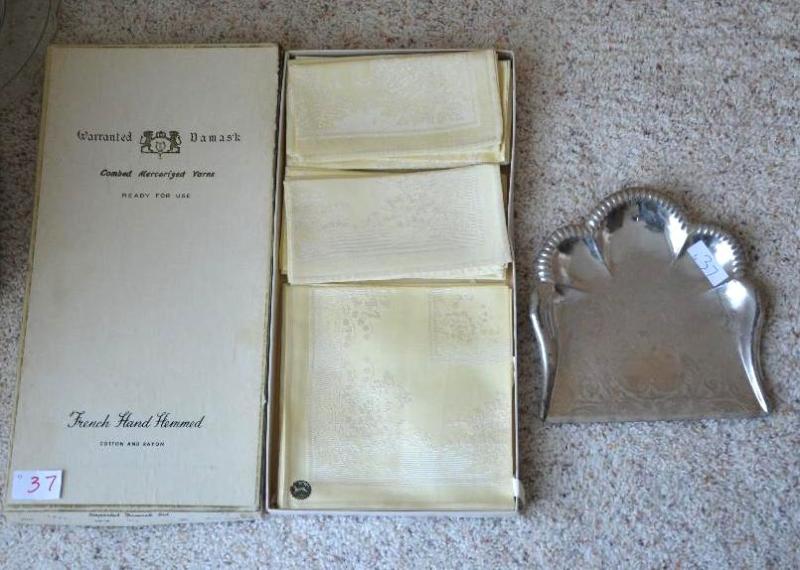 Warranted Damask
Combed Mercerized Yarns
READY FOR USE
French Hand Hemmed
COTTON AND RAYON
37
37